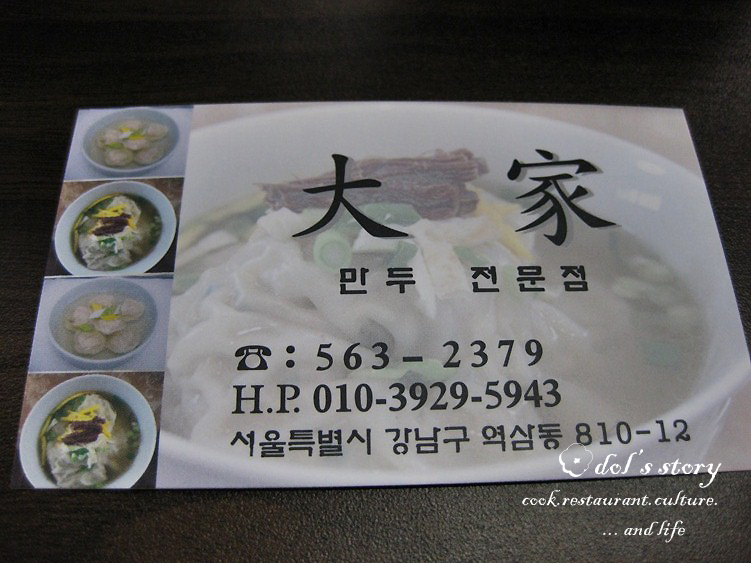 大家
만두 전문점
☎: 563-2379
H.P. 010-3929-5943
서울특별시 강남구 역삼동 810-12
dol's story
cook.restaurant.culture.
... and life